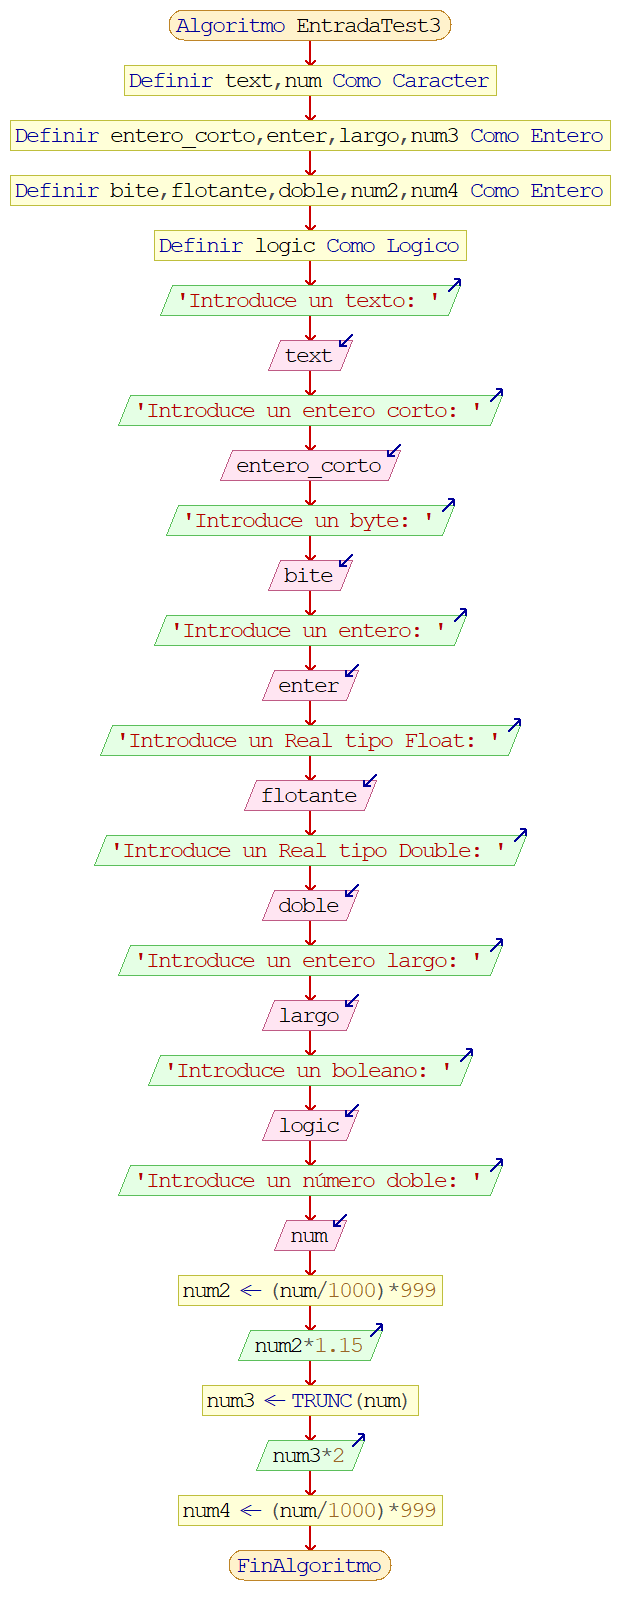 Algoritmo EntradaTest3
Definir text,num Como Caracter
Definir entero_corto,enter,largo,num3 Como Entero
Definir bite,flotante,doble,num2,num4 Como Entero
Definir logic Como Logico
'Introduce un texto: '
text
'Introduce un entero corto: '
entero_corto
'Introduce un byte: '
bite
'Introduce un entero: '
enter
'Introduce un Real tipo Float: '
flotante
'Introduce un Real tipo Double: '
doble
'Introduce un entero largo: '
largo
'Introduce un boleano: '
logic
'Introduce un número doble: '
num
num2 ← (num/1000)*999
num2*1.15
num3 ← TRUNC(num)
num3*2
num4 ← (num/1000)*999
FinAlgoritmo